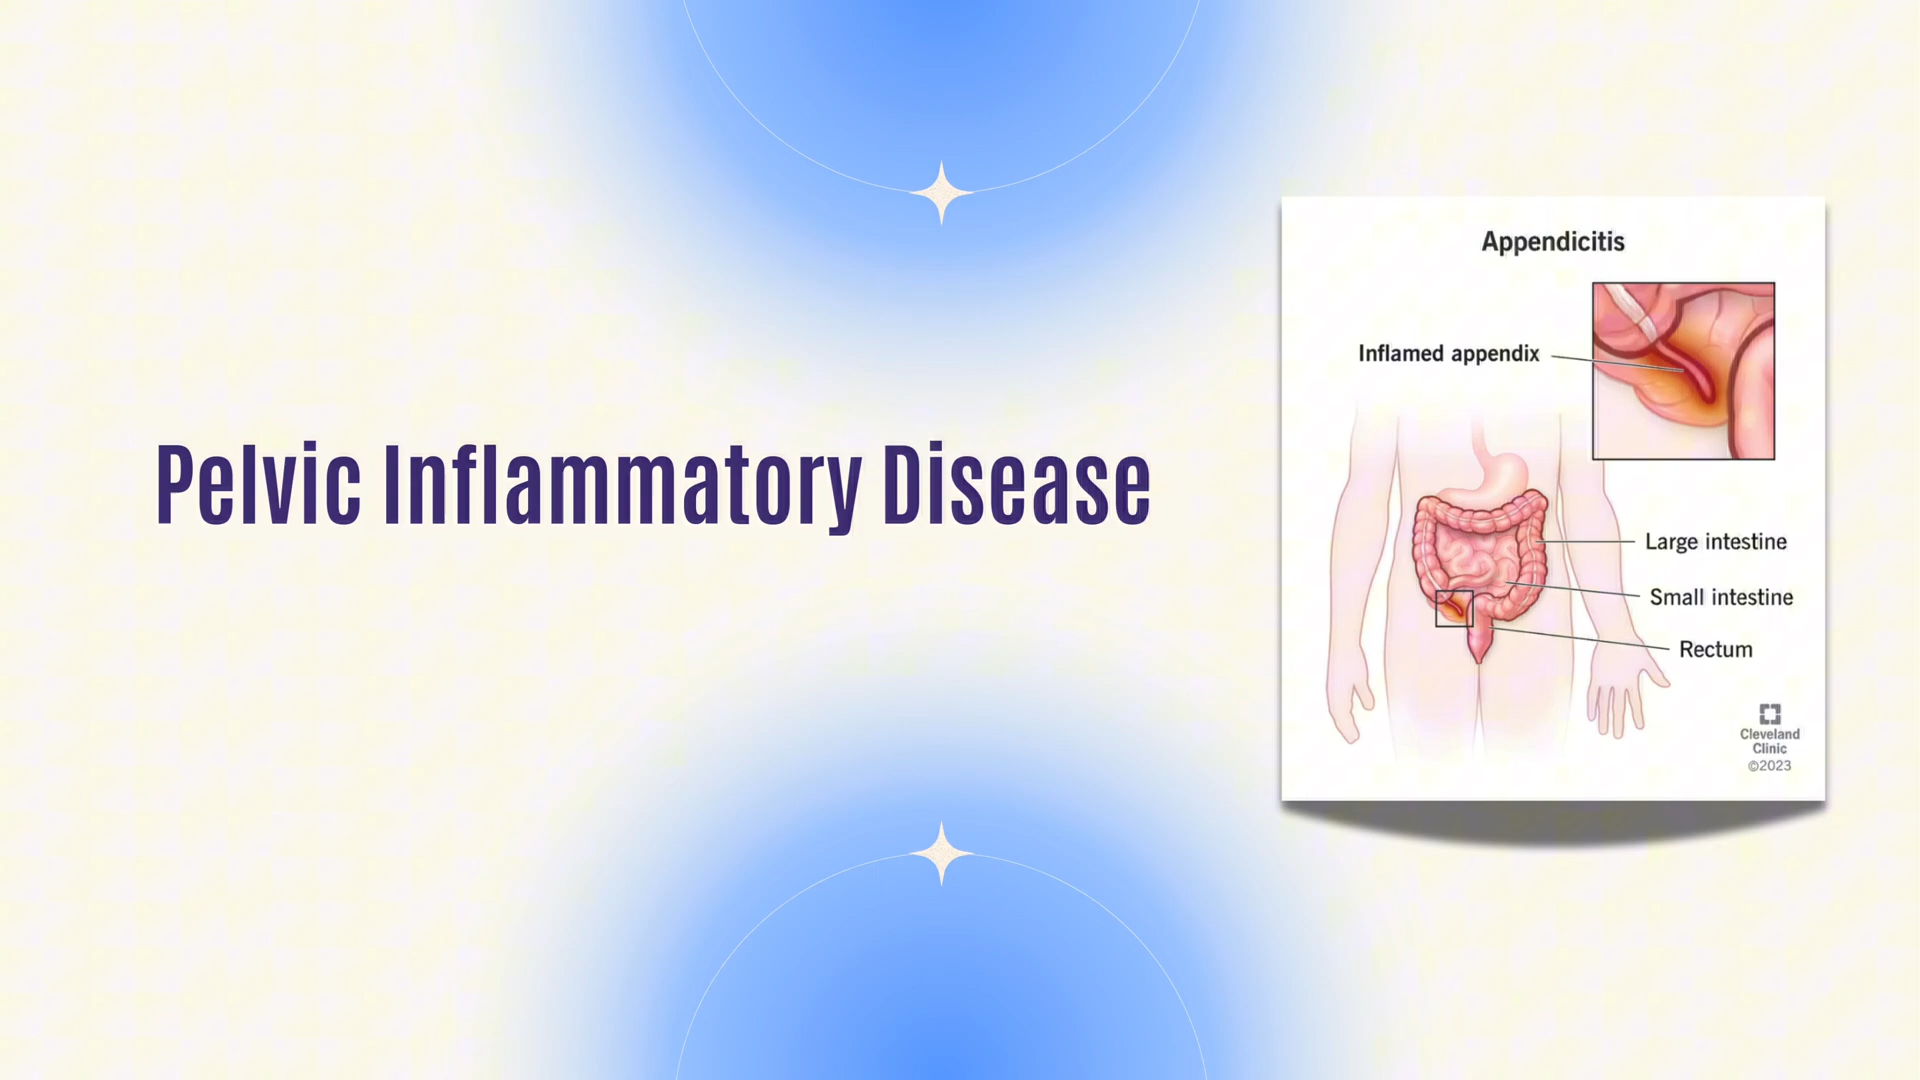 Pelvic Inflammatory Disease
Appendicitis
Inflamed appendix
Large intestine
Small intestine
Rectum
Cleveland
Clinic
©2023